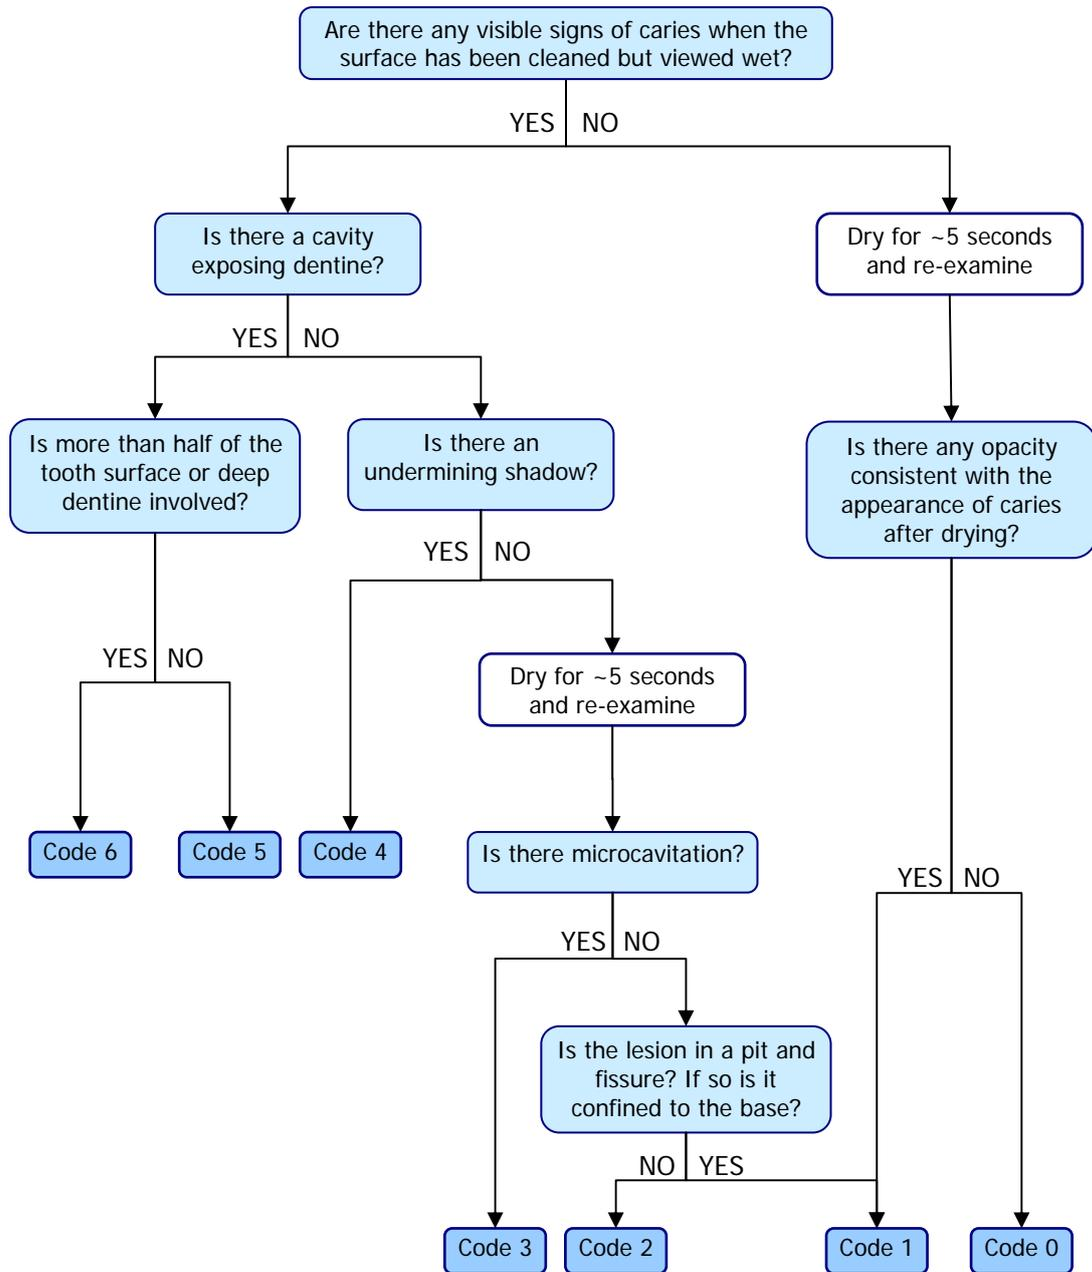 Are there any visible signs of caries when the
surface has been cleaned but viewed wet?
YES NO
Is there a cavity
exposing dentine?
Dry for ~5 seconds
and re-examine
YES NO
Is more than half of the
tooth surface or deep
dentine involved?
Is there an
undermining shadow?
Is there any opacity
consistent with the
appearance of caries
after drying?
YES NO
YES NO
Dry for ~5 seconds
and re-examine
Code 6
Code 5
Code 4
Is there microcavitation?
YES NO
YES NO
Is the lesion in a pit and
fissure? If so is it
confined to the base?
NO YES
Code 3
Code 2
Code 1
Code 0